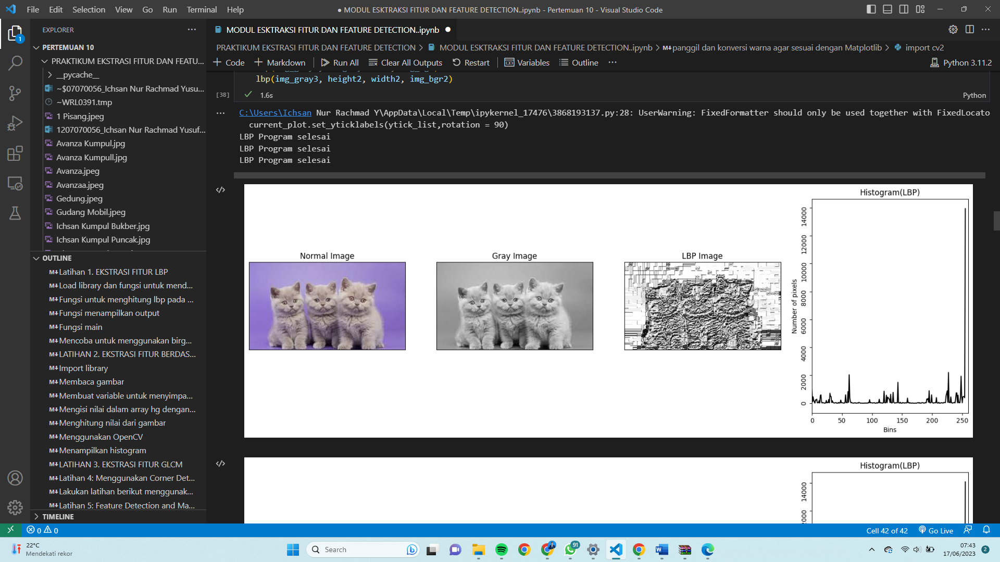 File Edit Selection View Go Run Terminal Help
● MODUL ESKTRAKSI FITUR DAN FEATURE DETECTION..ipynb - Pertemuan 10 - Visual Studio Code
EXPLORER
1
PERTEMUAN 10
PRAKTIKUM EKSTRASI FITUR DAN FEATU...
__pycache__
~$07070056_Ichsan Nur Rachmad Yusu...
~WRL0391.tmp
1 Pisang.jpeg
1207070056_Ichsan Nur Rachmad Yusuf...
Avanza Kumpul.jpg
Avanza Kumpull.jpg
Avanza.jpeg
Avanzaa.jpeg
Gedung.jpeg
Gudang Mobil.jpeg
Ichsan Kumpul Bukber.jpg
Ichsan Kumpul Puncak.jpg
OUTLINE
Latihan 1. EKSTRASI FITUR LBP
Load library dan fungsi untuk mend...
Fungsi untuk menghitung lbp pada ...
Fungsi menampilkan output
Fungsi main
Mencoba untuk menggunakan birg...
LATIHAN 2. EKSTRASI FITUR BERDAS...
Import library
Membaca gambar
Membuat variable untuk menyimpa...
Mengisi nilai dalam array hg dengan...
Menghitung nilai dari gambar
Menggunakan OpenCV
Menampilkan histogram
LATIHAN 3. EKSTRASI FITUR GLCM
Latihan 4: Menggunakan Corner Det...
Lakukan latihan berikut menggunak...
Latihan 5: Feature Detection and Ma...
TIMELINE
MODUL ESKTRAKSI FITUR DAN FEATURE DETECTION..ipynb ●
PRAKTIKUM EKSTRASI FITUR DAN FEATURE DETECTION > MODUL ESKTRAKSI FITUR DAN FEATURE DETECTION..ipynb > panggil dan konversi warna agar sesuai dengan Matplotlib > import cv2
+ Code + Markdown Run All Clear All Outputs Restart Variables Outline ... Python 3.11.2
lbp(img_gray3, height2, width2, img_bgr2)
[38] 1.6s Python
C:\Users\Ichsan Nur Rachmad Y\AppData\Local\Temp\ipykernel_17476\3868193137.py:28: UserWarning: FixedFormatter should only be used together with FixedLocato
current_plot.set_yticklabels(ytick_list,rotation = 90)
LBP Program selesai
LBP Program selesai
LBP Program selesai
Normal Image
Gray Image
LBP Image
Histogram(LBP)
Number of pixels
14000
12000
10000
8000
6000
4000
2000
0
0 50 100 150 200 250
Bins
Histogram(LBP)
14000
0 0
Cell 42 of 42 Go Live
22°C
Mendekati rekor
Search
91
07:43
17/06/2023
2